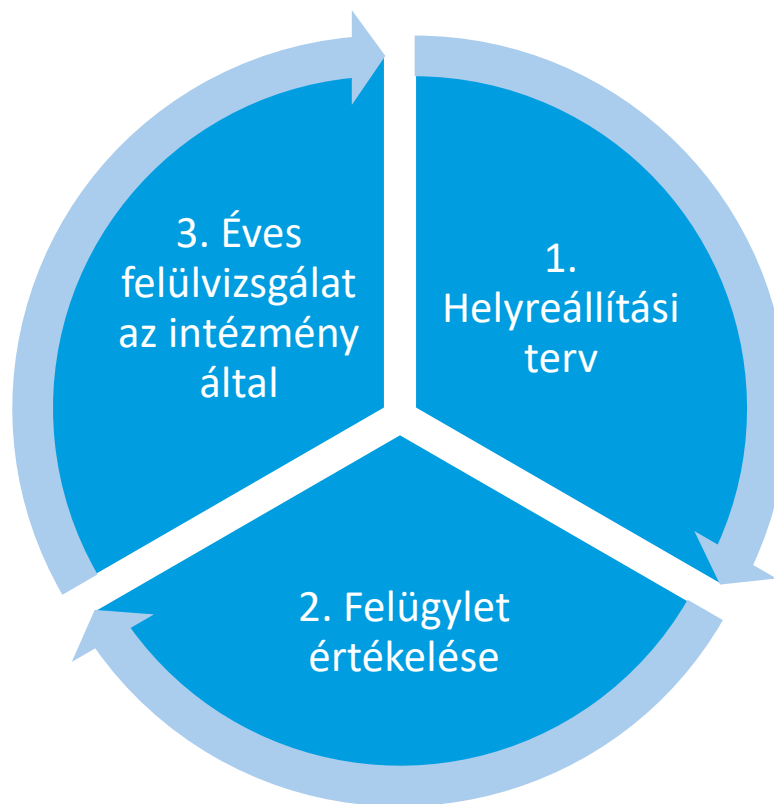 1.
Helyreállítási
terv
2. Felügylet
értékelése
3. Éves
felülvizsgálat
az intézmény
által